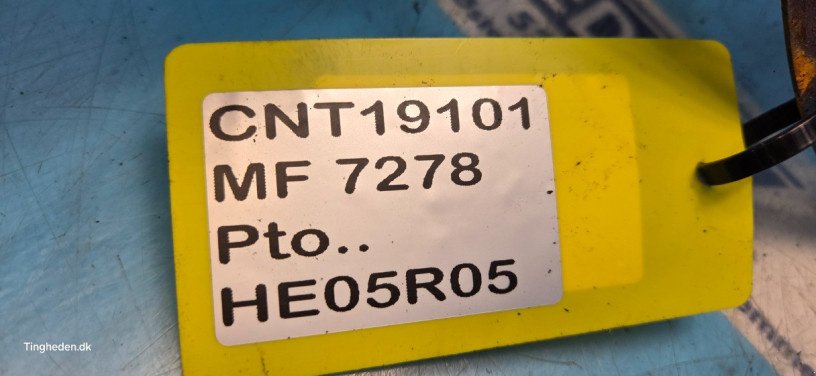 CNT19101
MF 7278
Pto..
HE05R05
Tingheden.dk